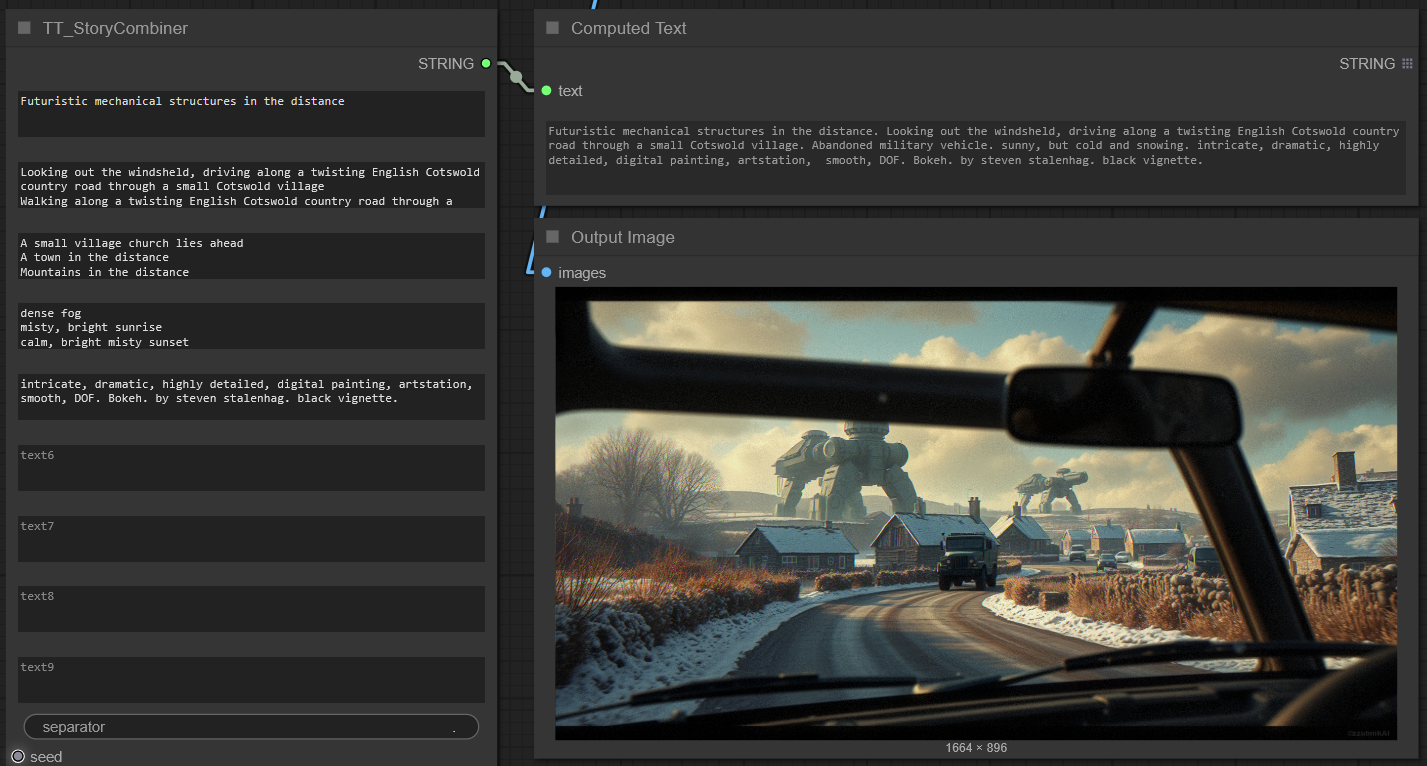 TT_StoryCombiner
STRING
Futuristic mechanical structures in the distance
Looking out the windsheld, driving along a twisting English Cotswold
country road through a small Cotswold village
Walking along a twisting English Cotswold country road through a
A small village church lies ahead
A town in the distance
Mountains in the distance
dense fog
misty, bright sunrise
calm, bright misty sunset
intricate, dramatic, highly detailed, digital painting, artstation,
smooth, DOF. Bokeh. by steven stalenhag. black vignette.
text6
text7
text8
text9
separator .
seed
Computed Text
STRING
text
Futuristic mechanical structures in the distance. Looking out the windsheld, driving along a twisting English Cotswold country
road through a small Cotswold village. Abandoned military vehicle. sunny, but cold and snowing. intricate, dramatic, highly
detailed, digital painting, artstation,  smooth, DOF. Bokeh. by steven stalenhag. black vignette.
Output Image
images
1664 × 896